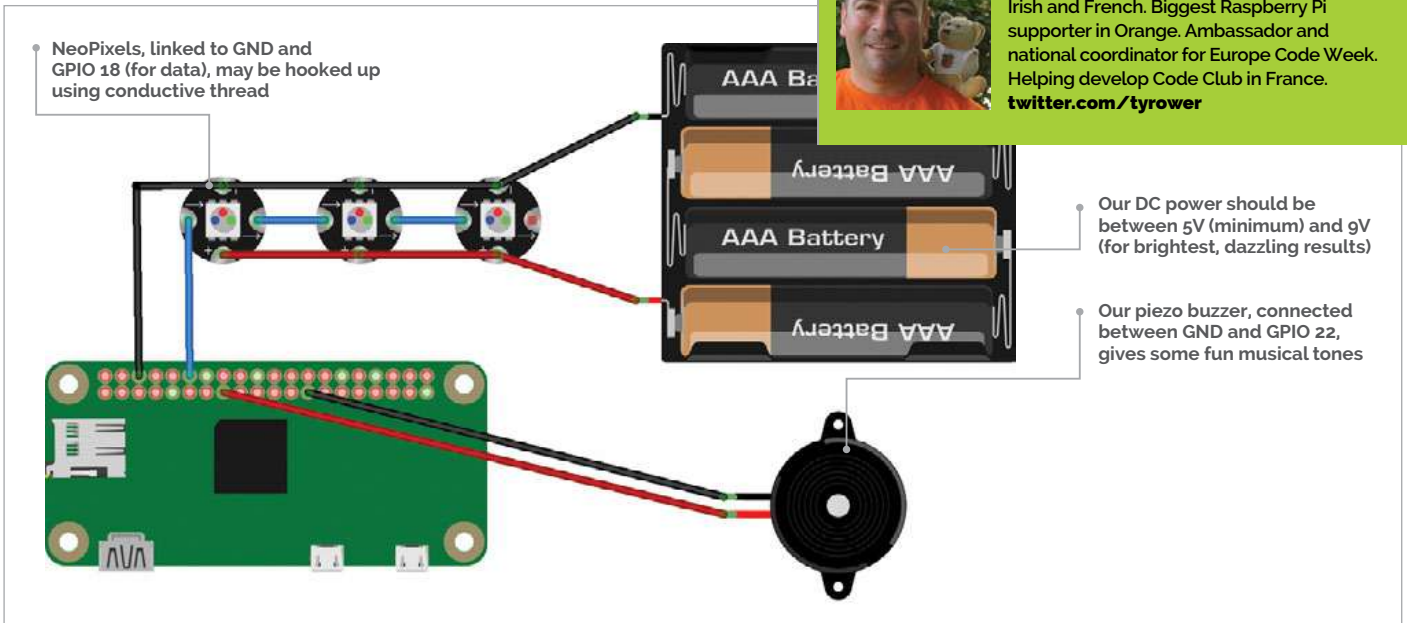 Irish and French. Biggest Raspberry Pi
supporter in Orange. Ambassador and
national coordinator for Europe Code Week.
Helping develop Code Club in France.
twitter.com/tyrower
NeoPixels, linked to GND and
GPIO 18 (for data), may be hooked up
using conductive thread
AAA Ba
AAA Battery
AAA Battery
AAA Battery
Our DC power should be
between 5V (minimum) and 9V
(for brightest, dazzling results)
Our piezo buzzer, connected
between GND and GPIO 22,
gives some fun musical tones